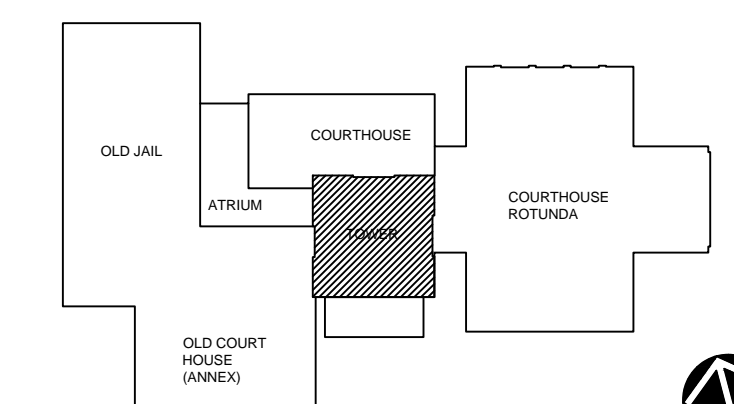 COURTHOUSE
OLD JAIL
COURTHOUSE
ROTUNDA
ATRIUM
TOWER
OLD COURT
HOUSE
(ANNEX)